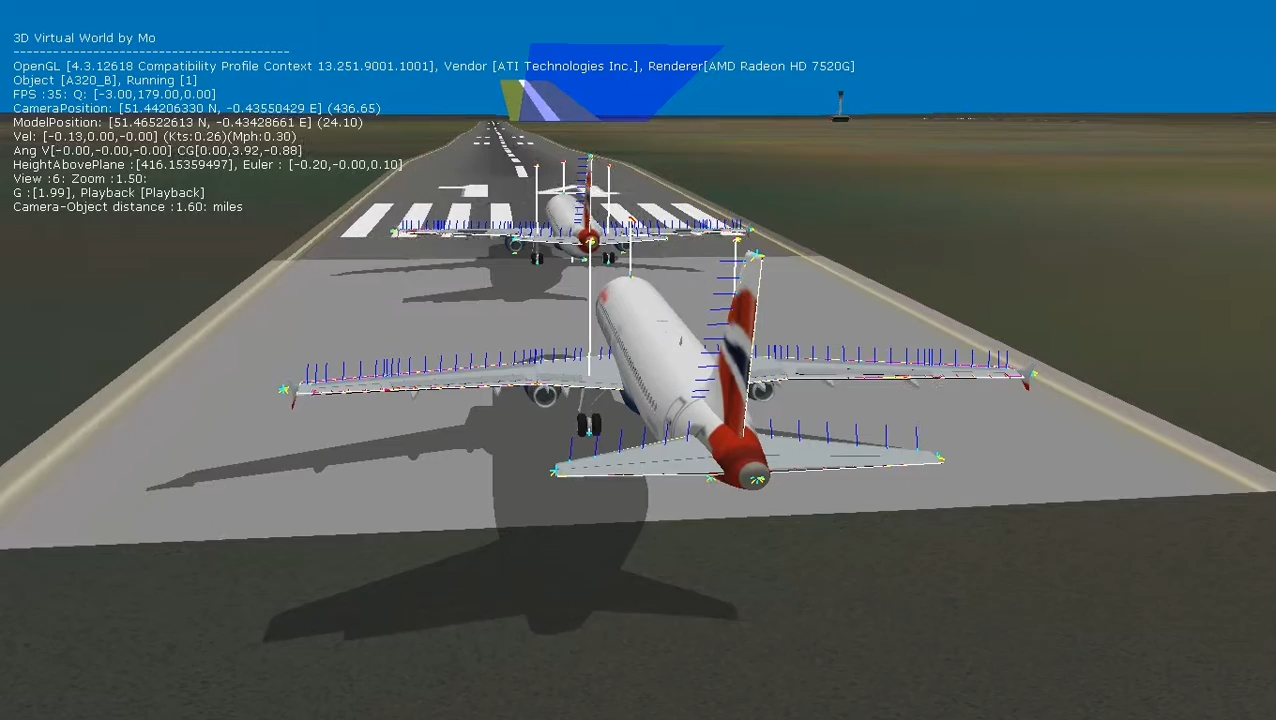 3D Virtual World by Mo
------------------------------------------
OpenGL [4.3.12618 Compatibility Profile Context 13.251.9001.1001], Vendor [ATI Technologies Inc.], Renderer[AMD Radeon HD 7520G]
Object [A320_B], Running [1]
FPS :35: Q: [-3.00,179.00,0.00]
CameraPosition: [51.44206330 N, -0.43550429 E] (436.65)
ModelPosition: [51.46522613 N, -0.43428661 E] (24.10)
Vel: [-0.13,0.00,-0.00] (Kts:0.26)(Mph:0.30)
Ang V[-0.00,-0.00,-0.00] CG[0.00,3.92,-0.88]
HeightAbovePlane :[416.15359497], Euler : [-0.20,-0.00,0.10]
View :6: Zoom :1.50:
G :[1.99], Playback [Playback]
Camera-Object distance :1.60: miles